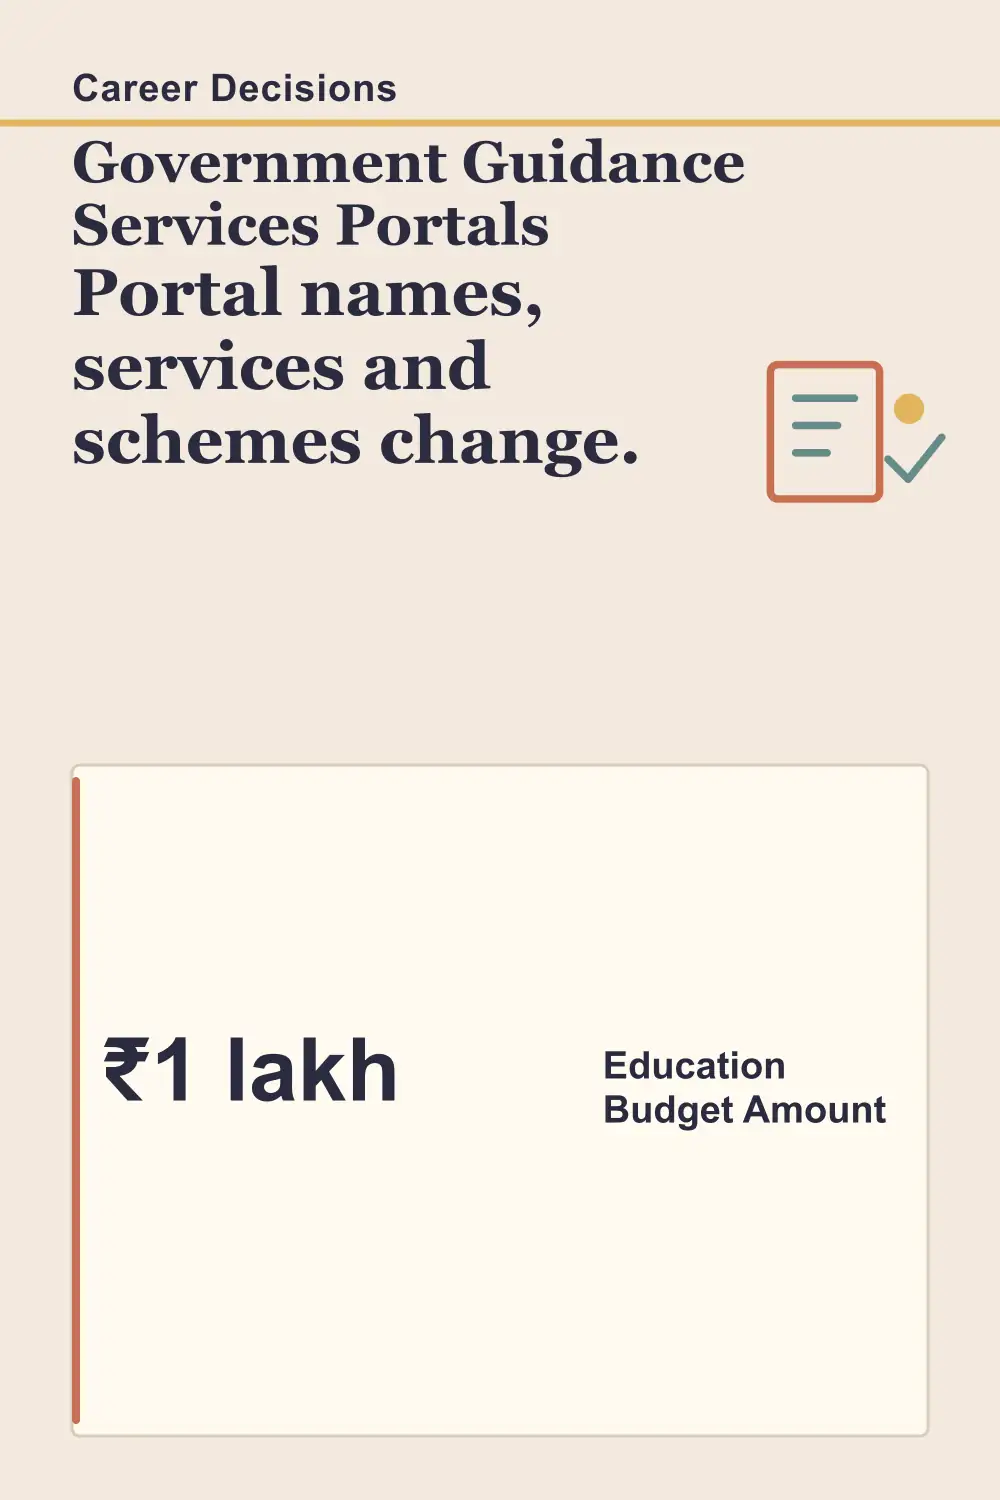 Career Decisions
Government Guidance
Services Portals
Portal names,
services and
schemes change.
₹1 lakh
Education
Budget Amount